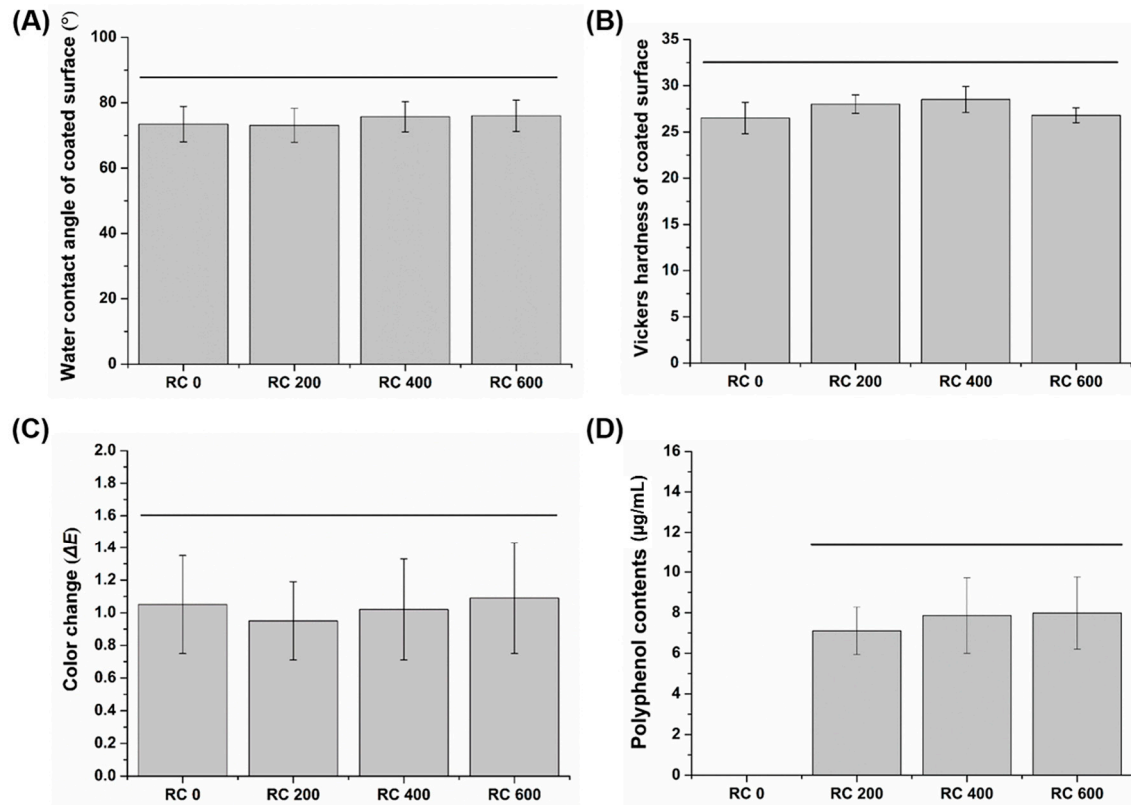 (A)
Water contact angle of coated surface (°)
100
80
60
40
20
0
RC 0 RC 200 RC 400 RC 600
(B)
Vickers hardness of coated surface
35
30
25
20
15
10
5
0
RC 0 RC 200 RC 400 RC 600
(C)
Color change (ΔE)
2.0
1.8
1.6
1.4
1.2
1.0
0.8
0.6
0.4
0.2
0.0
RC 0 RC 200 RC 400 RC 600
(D)
Polyphenol contents (μg/mL)
16
14
12
10
8
6
4
2
0
RC 0 RC 200 RC 400 RC 600